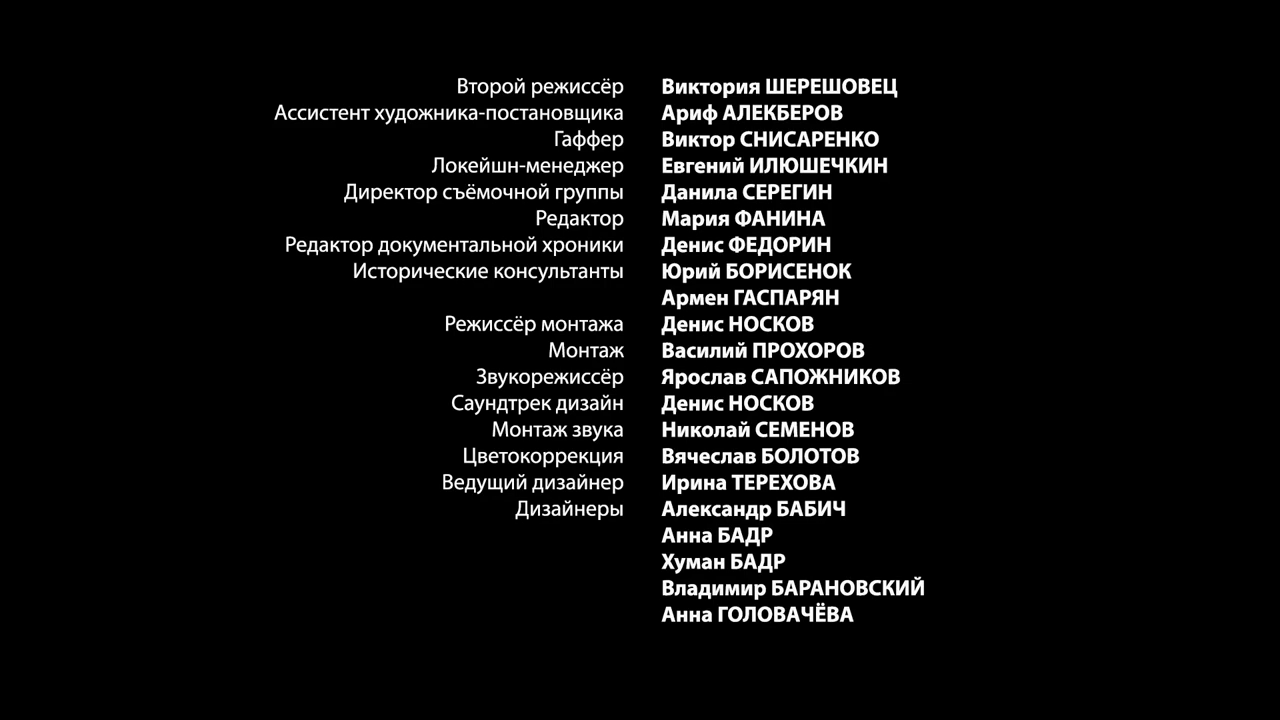 Второй режиссёр Виктория ШЕРЕШОВЕЦ
Ассистент художника-постановщика Ариф АЛЕКБЕРОВ
Гаффер Виктор СНИСАРЕНКО
Локейшн-менеджер Евгений ИЛЮШЕЧКИН
Директор съёмочной группы Данила СЕРЕГИН
Редактор Мария ФАНИНА
Редактор документальной хроники Денис ФЕДОРИН
Исторические консультанты Юрий БОРИСЕНОК
Армен ГАСПАРЯН
Режиссёр монтажа Денис НОСКОВ
Монтаж Василий ПРОХОРОВ
Звукорежиссёр Ярослав САПОЖНИКОВ
Саундтрек дизайн Денис НОСКОВ
Монтаж звука Николай СЕМЕНОВ
Цветокоррекция Вячеслав БОЛОТОВ
Ведущий дизайнер Ирина ТЕРЕХОВА
Дизайнеры Александр БАБИЧ
Анна БАДР
Хуман БАДР
Владимир БАРАНОВСКИЙ
Анна ГОЛОВАЧЁВА